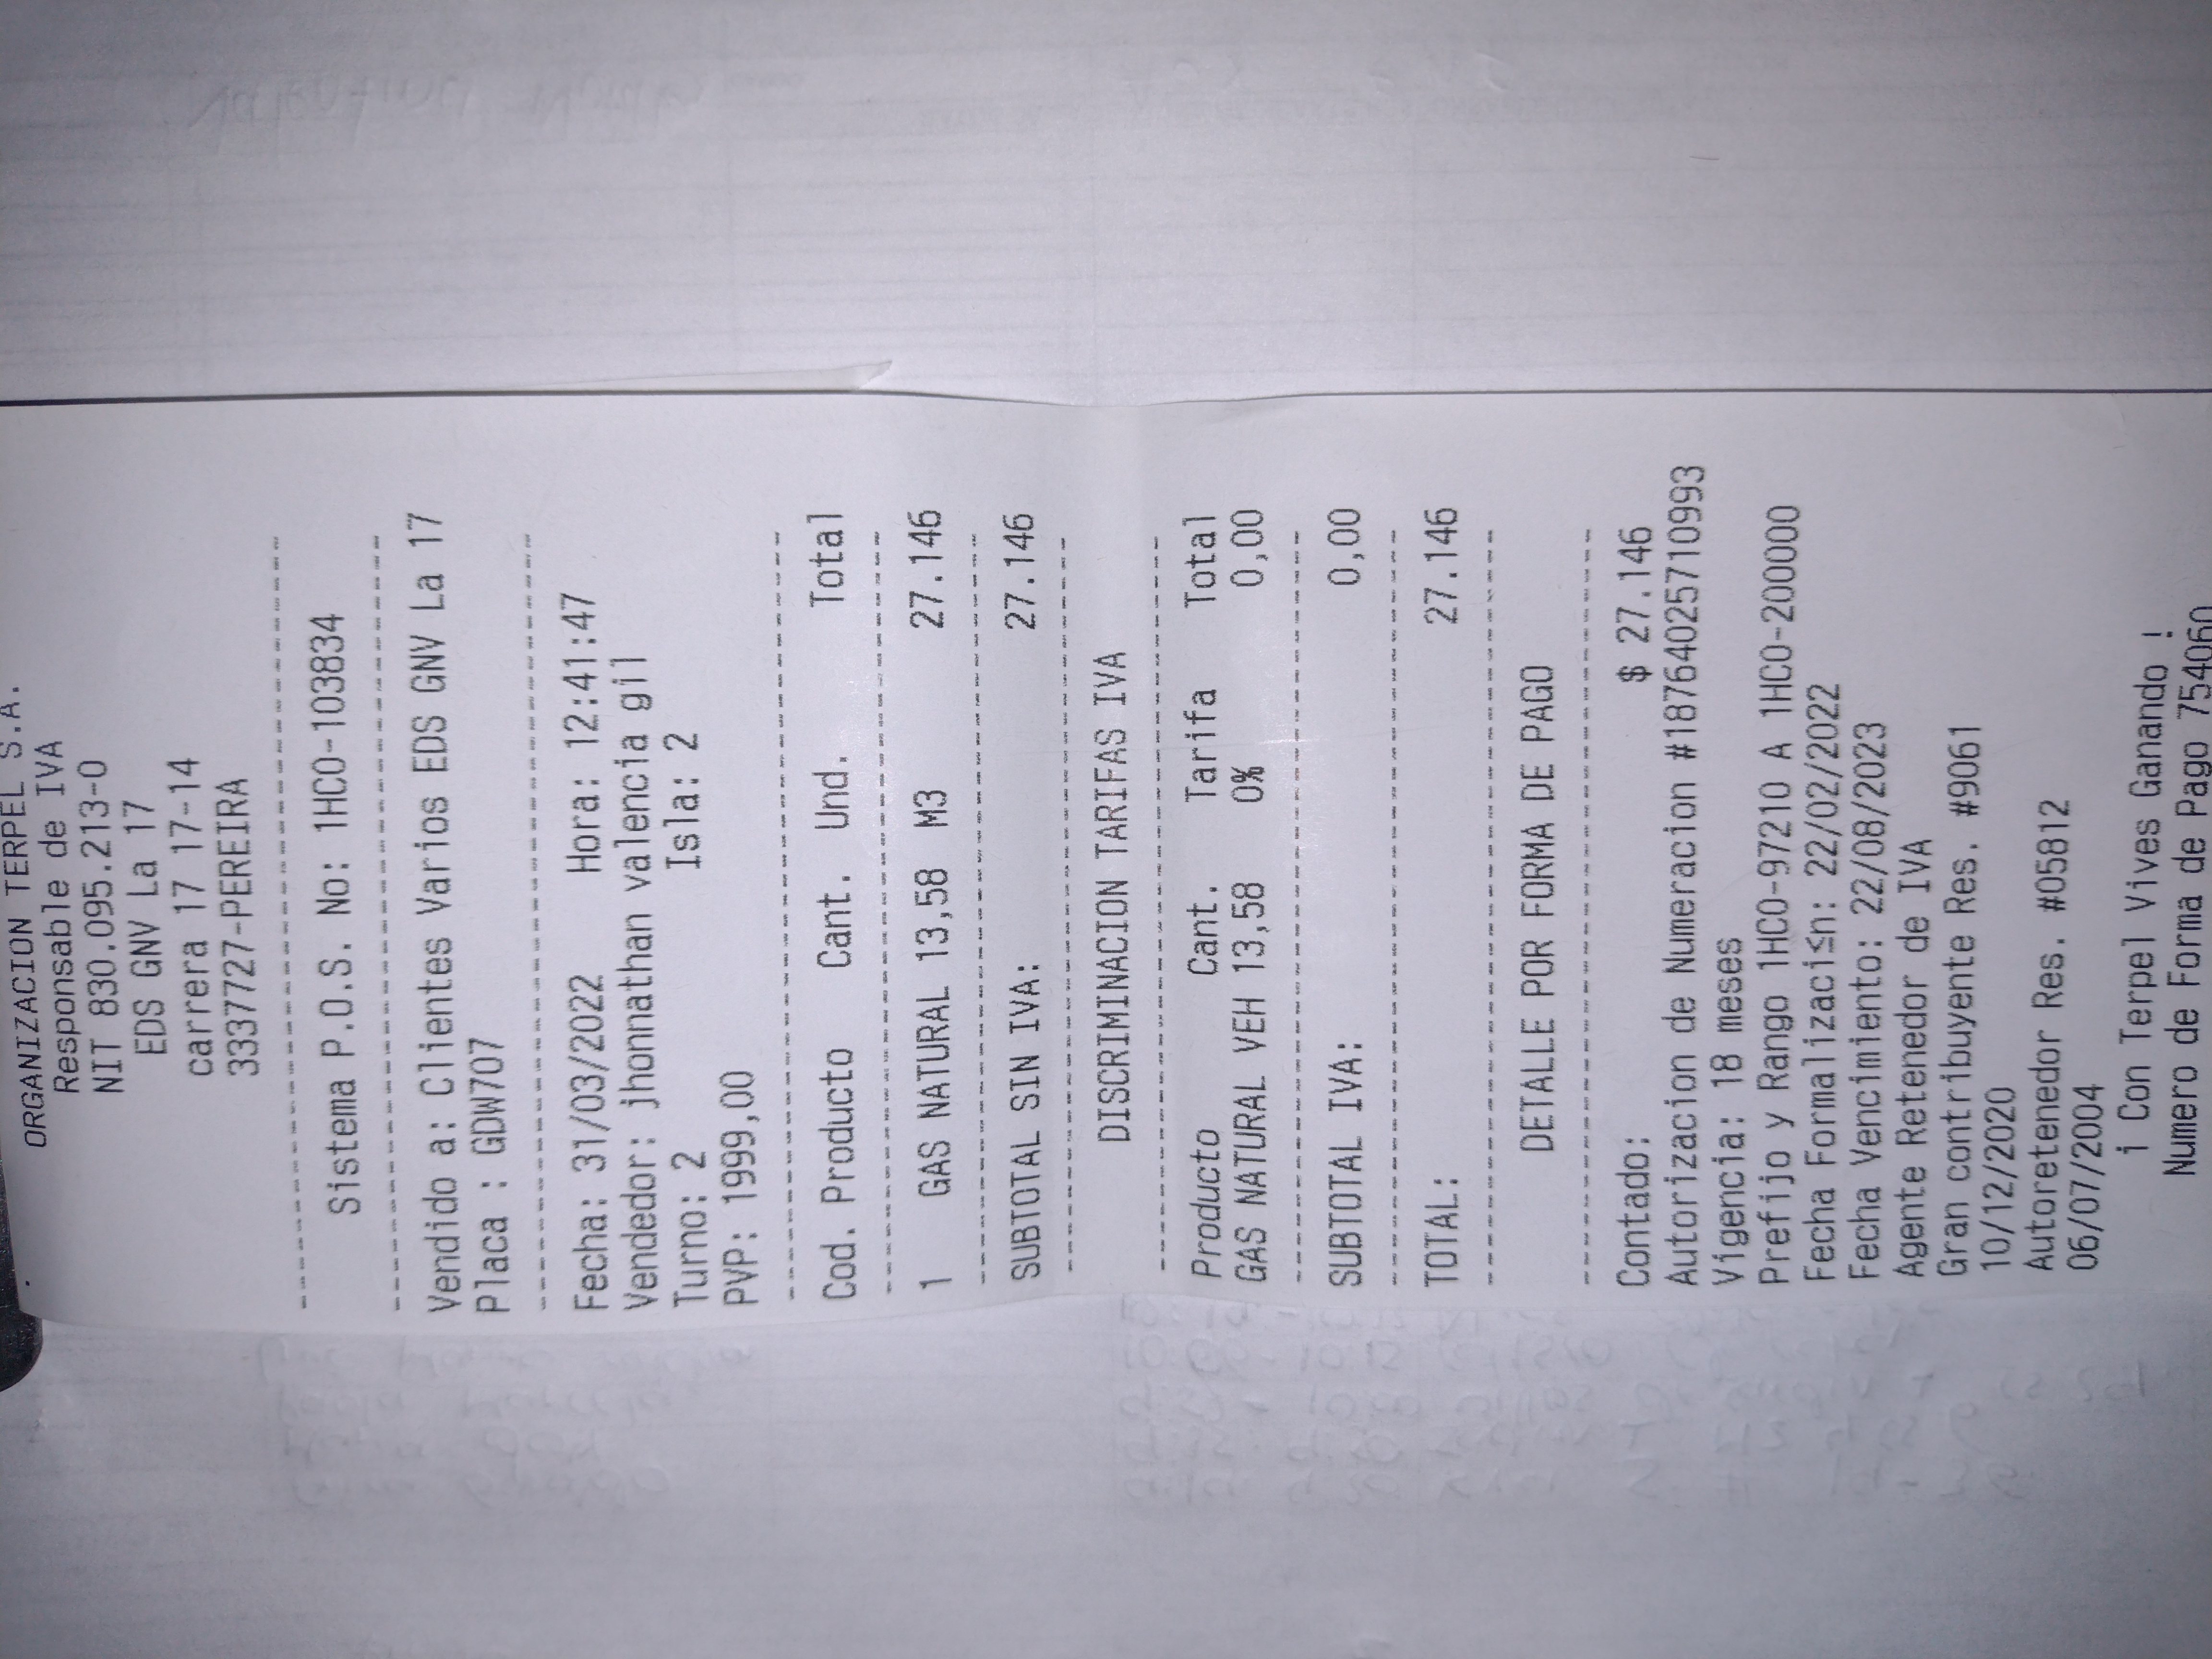 ORGANIZACION TERPEL S.A.
Responsable de IVA
NIT 830.095.213-0
EDS GNV La 17
carrera 17 17-14
3337727-PEREIRA
Sistema P.O.S. No: 1HCO-103834
Vendido a: Clientes Varios EDS GNV La 17
Placa : GDW707
Fecha: 31/03/2022 Hora: 12:41:47
Vendedor: jhonnathan valencia gil
Turno: 2 Isla: 2
PVP: 1999,00
Cod. Producto Cant. Und. Total
1 GAS NATURAL 13,58 M3 27.146
SUBTOTAL SIN IVA: 27.146
DISCRIMINACION TARIFAS IVA
Producto Cant. Tarifa Total
GAS NATURAL VEH 13,58 0% 0,00
SUBTOTAL IVA: 0,00
TOTAL: 27.146
DETALLE POR FORMA DE PAGO
Contado: $ 27.146
Autorizacion de Numeracion #18764025710993
Vigencia: 18 meses
Prefijo y Rango 1HCO-97210 A 1HCO-200000
Fecha Formalizaci≤n: 22/02/2022
Fecha Vencimiento: 22/08/2023
Agente Retenedor de IVA
Gran contribuyente Res. #9061
10/12/2020
Autoretenedor Res. #05812
06/07/2004
¡ Con Terpel Vives Ganando !
Numero de Forma de Pago 754060